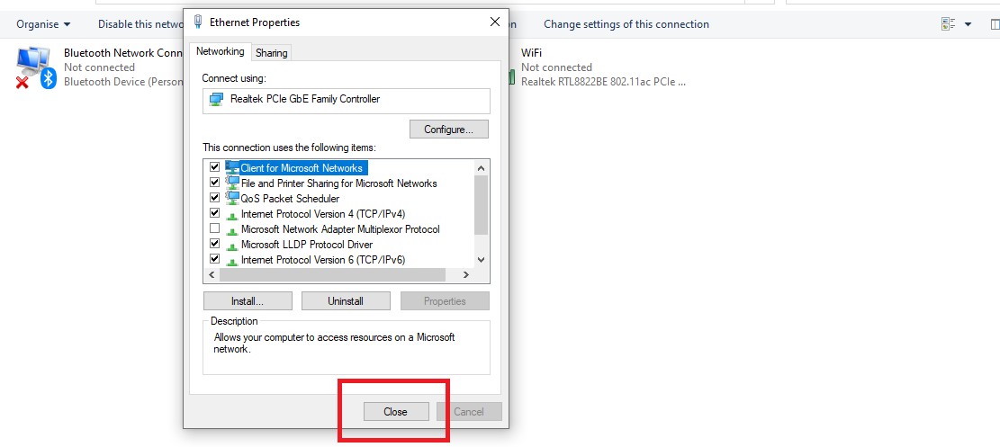 Organise
Disable this netwo
n
Change settings of this connection
Bluetooth Network Conn
Not connected
Bluetooth Device (Person
WiFi
Not connected
Realtek RTL8822BE 802.11ac PCIe ...
Ethernet Properties
Networking
Sharing
Connect using:
Realtek PCIe GbE Family Controller
Configure...
This connection uses the following items:
Client for Microsoft Networks
File and Printer Sharing for Microsoft Networks
QoS Packet Scheduler
Internet Protocol Version 4 (TCP/IPv4)
Microsoft Network Adapter Multiplexor Protocol
Microsoft LLDP Protocol Driver
Internet Protocol Version 6 (TCP/IPv6)
Install...
Uninstall
Properties
Description
Allows your computer to access resources on a Microsoft
network.
Close
Cancel